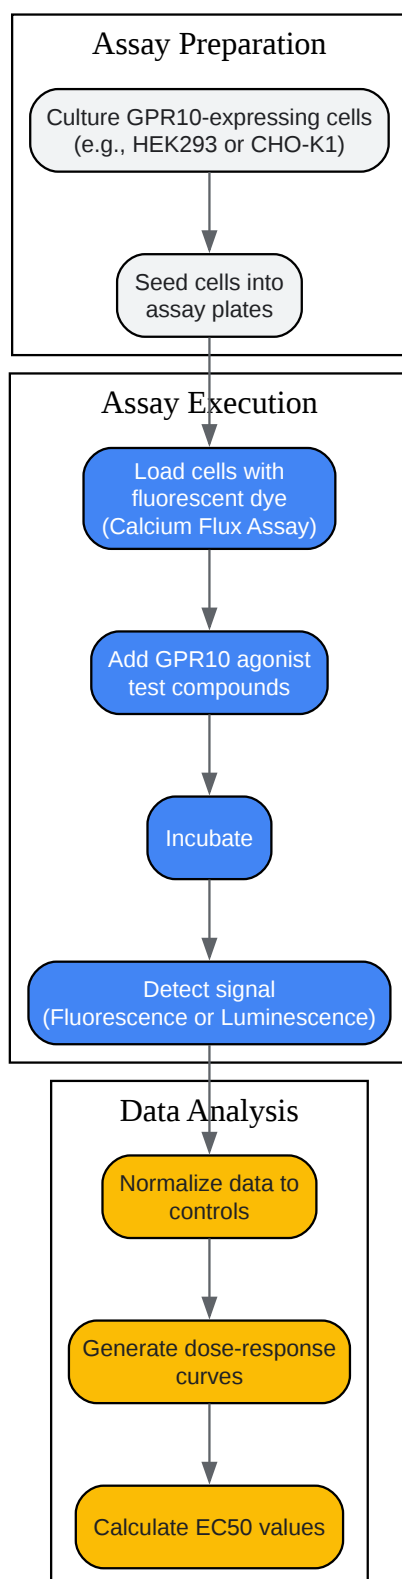 Assay Preparation
Culture GPR10-expressing cells
(e.g., HEK293 or CHO-K1)
Seed cells into
assay plates
Assay Execution
Load cells with
fluorescent dye
(Calcium Flux Assay)
Add GPR10 agonist
test compounds
Incubate
Detect signal
(Fluorescence or Luminescence)
Data Analysis
Normalize data to
controls
Generate dose-response
curves
Calculate EC50 values